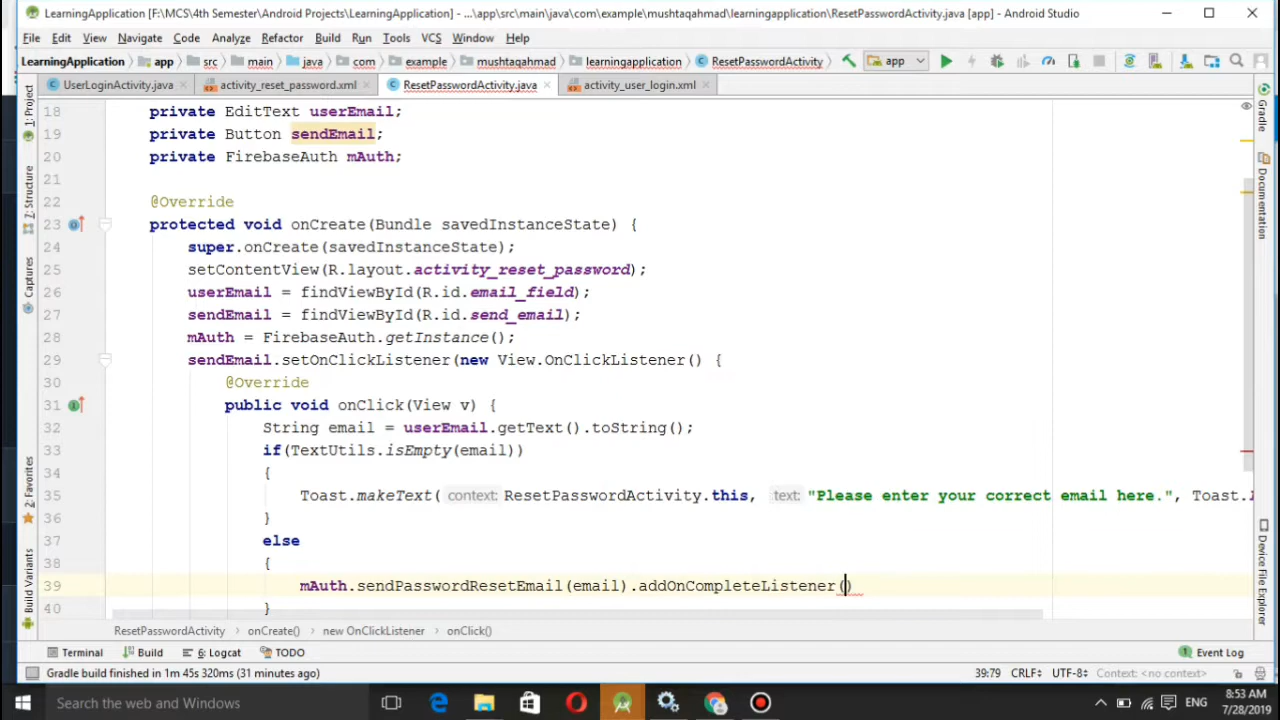 LearningApplication [F:\MCS\4th Semester\Android Projects\LearningApplication] - ...\app\src\main\java\com\example\mushtaqahmad\learningapplication\ResetPasswordActivity.java [app] - Android Studio
File Edit View Navigate Code Analyze Refactor Build Run Tools VCS Window Help
LearningApplication app src main java com example mushtaqahmad learningapplication ResetPasswordActivity app
UserLoginActivity.java activity_reset_password.xml ResetPasswordActivity.java activity_user_login.xml
1: Project
Z: Structure
Captures
2: Favorites
Build Variants
18 private EditText userEmail;
19 private Button sendEmail;
20 private FirebaseAuth mAuth;
21
22 @Override
23 protected void onCreate(Bundle savedInstanceState) {
24 super.onCreate(savedInstanceState);
25 setContentView(R.layout.activity_reset_password);
26 userEmail = findViewById(R.id.email_field);
27 sendEmail = findViewById(R.id.send_email);
28 mAuth = FirebaseAuth.getInstance();
29 sendEmail.setOnClickListener(new View.OnClickListener() {
30 @Override
31 public void onClick(View v) {
32 String email = userEmail.getText().toString();
33 if(TextUtils.isEmpty(email))
34 {
35 Toast.makeText( context: ResetPasswordActivity.this, text: "Please enter your correct email here.", Toast.
36 }
37 else
38 {
39 mAuth.sendPasswordResetEmail(email).addOnCompleteListener()
40 }
Gradle
Documentation
Device File Explorer
ResetPasswordActivity onCreate() new OnClickListener onClick()
Terminal Build 6: Logcat TODO Event Log
Gradle build finished in 1m 45s 320ms (31 minutes ago) 39:79 CRLF UTF-8 Context: <no context>
Search the web and Windows ENG 8:53 AM
7/28/2019